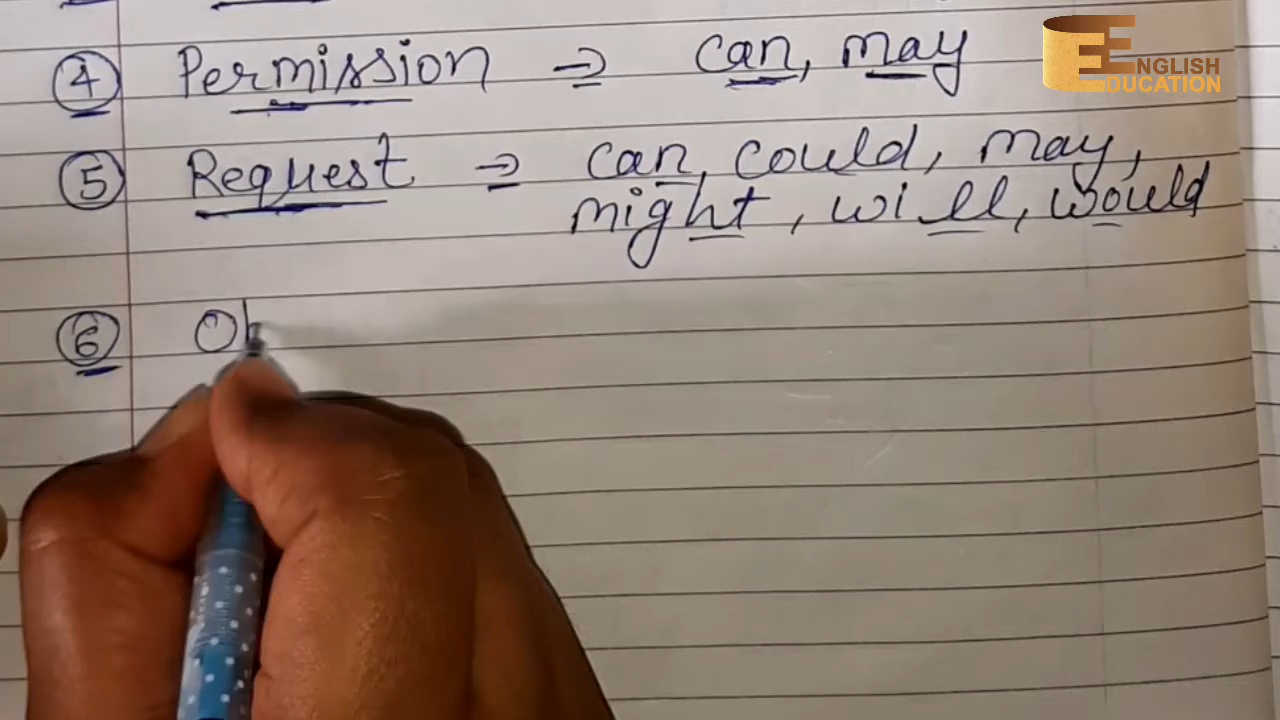 ④ Permission ⇒ can, may
ENGLISH
EDUCATION
⑤ Request ⇒ can, could, may,
might, will, would
⑥ Ob